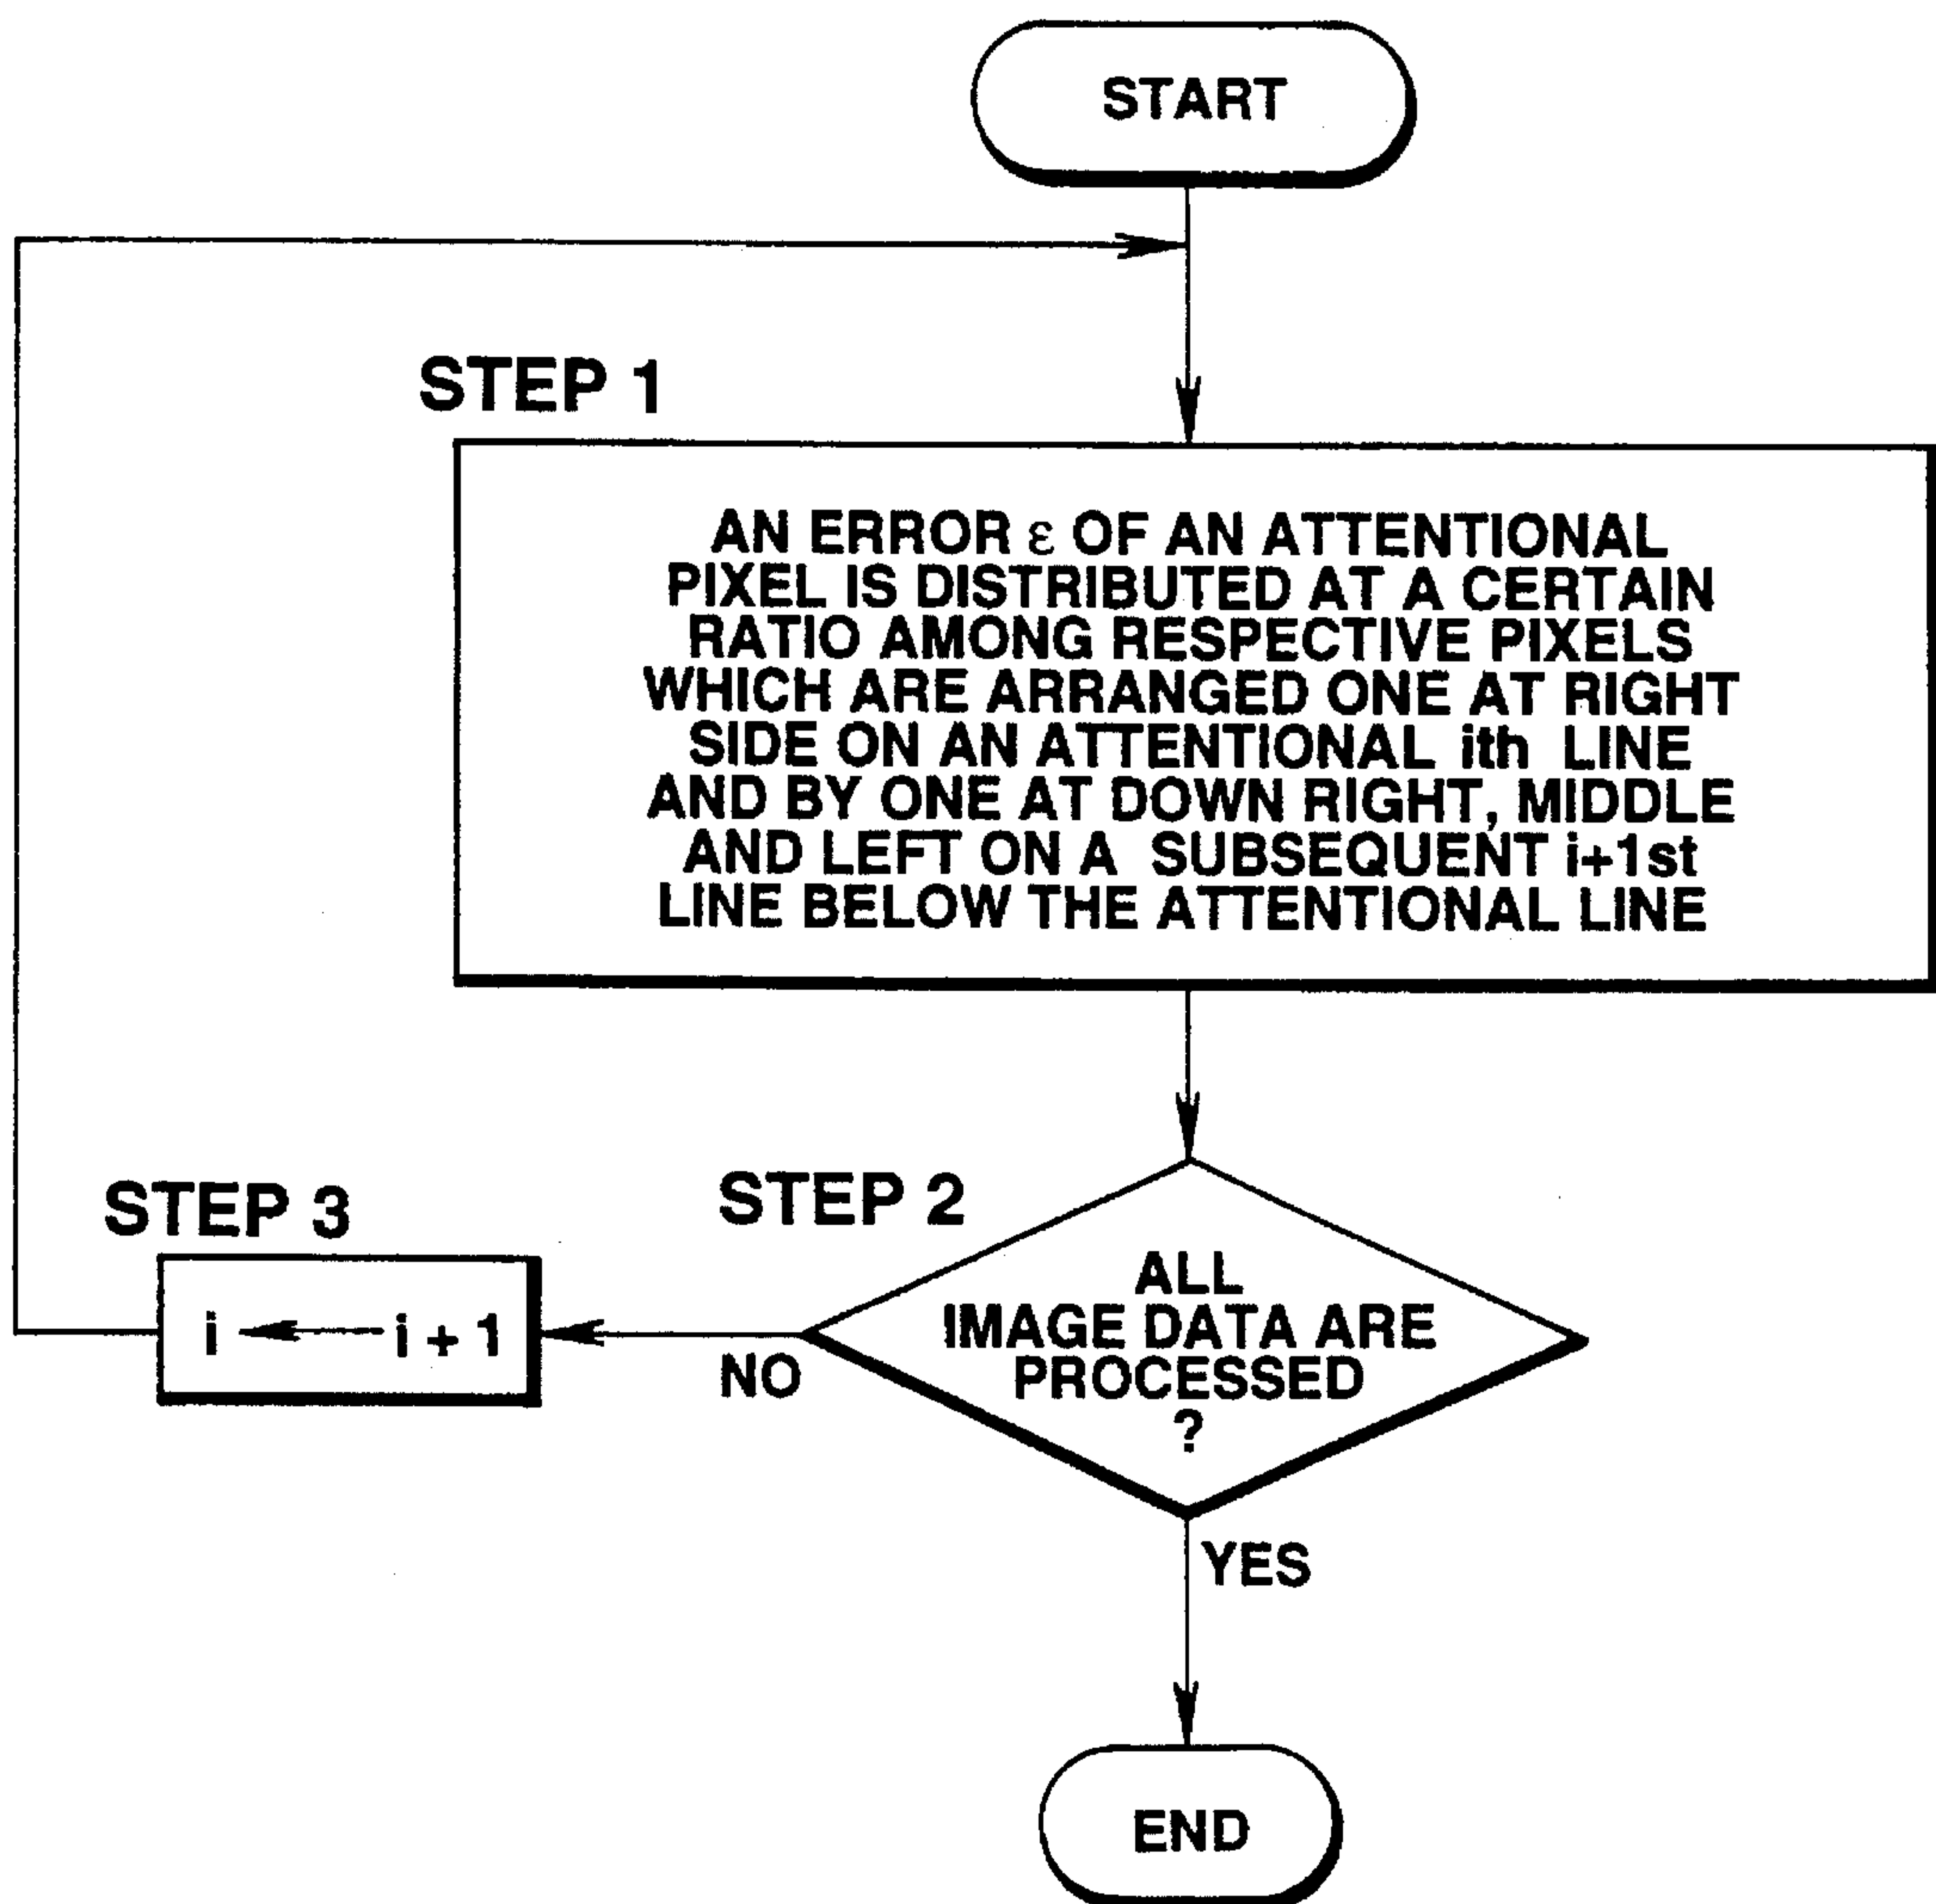 START
STEP 1
AN ERROR ε OF AN ATTENTIONAL
PIXEL IS DISTRIBUTED AT A CERTAIN
RATIO AMONG RESPECTIVE PIXELS
WHICH ARE ARRANGED ONE AT RIGHT
SIDE ON AN ATTENTIONAL ith LINE
AND BY ONE AT DOWN RIGHT, MIDDLE
AND LEFT ON A SUBSEQUENT i+1st
LINE BELOW THE ATTENTIONAL LINE
STEP 2
ALL
IMAGE DATA ARE
PROCESSED
?
NO
STEP 3
i ← i + 1
YES
END